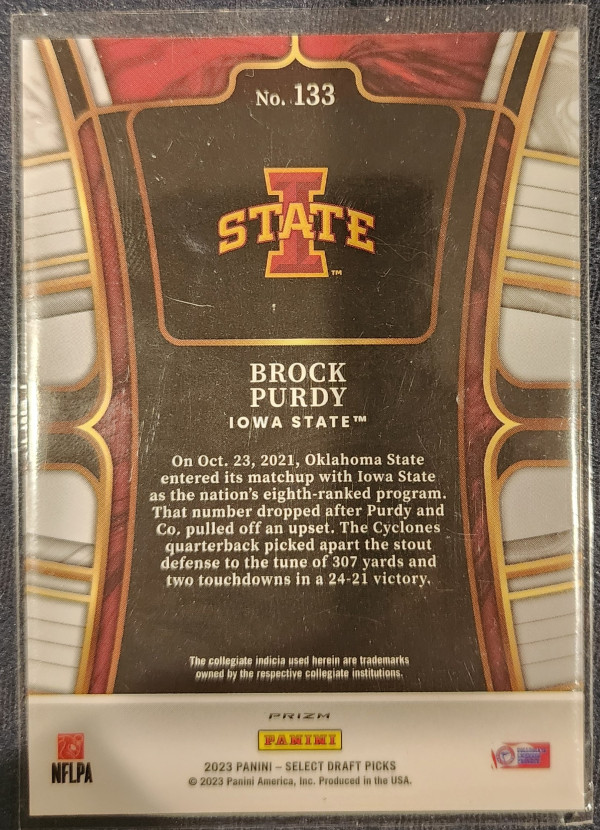 No. 133
I
STATE
TM
BROCK
PURDY
IOWA STATE™
On Oct. 23, 2021, Oklahoma State
entered its matchup with Iowa State
as the nation's eighth-ranked program.
That number dropped after Purdy and
Co. pulled off an upset. The Cyclones
quarterback picked apart the stout
defense to the tune of 307 yards and
two touchdowns in a 24-21 victory.
The collegiate indicia used herein are trademarks
owned by the respective collegiate institutions.
PRIZM
PANINI
NFLPA
2023 PANINI – SELECT DRAFT PICKS
© 2023 Panini America, Inc. Produced in the USA.